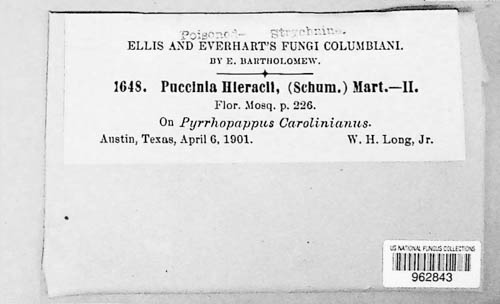 Poisoned- Strychnine.
ELLIS AND EVERHART'S FUNGI COLUMBIANI.
BY E. BARTHOLOMEW.
1648. Puccinia Hieracii, (Schum.) Mart.—II.
Flor. Mosq. p. 226.
On Pyrrhopappus Carolinianus.
Austin, Texas, April 6, 1901. W. H. Long, Jr.
US NATIONAL FUNGUS COLLECTIONS
962843